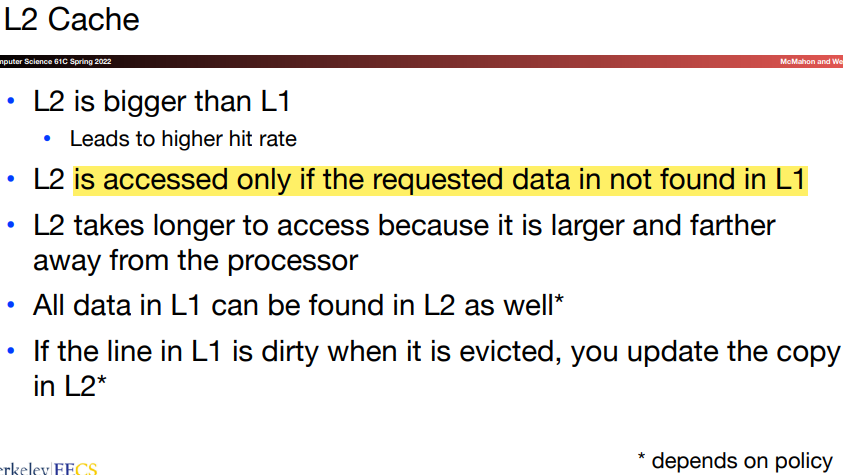 L2 Cache
mputer Science 61C Spring 2022
McMahon and We
• L2 is bigger than L1
• Leads to higher hit rate
• L2 is accessed only if the requested data in not found in L1
• L2 takes longer to access because it is larger and farther
away from the processor
• All data in L1 can be found in L2 as well*
• If the line in L1 is dirty when it is evicted, you update the copy
in L2*
erkeley|EECS
* depends on policy